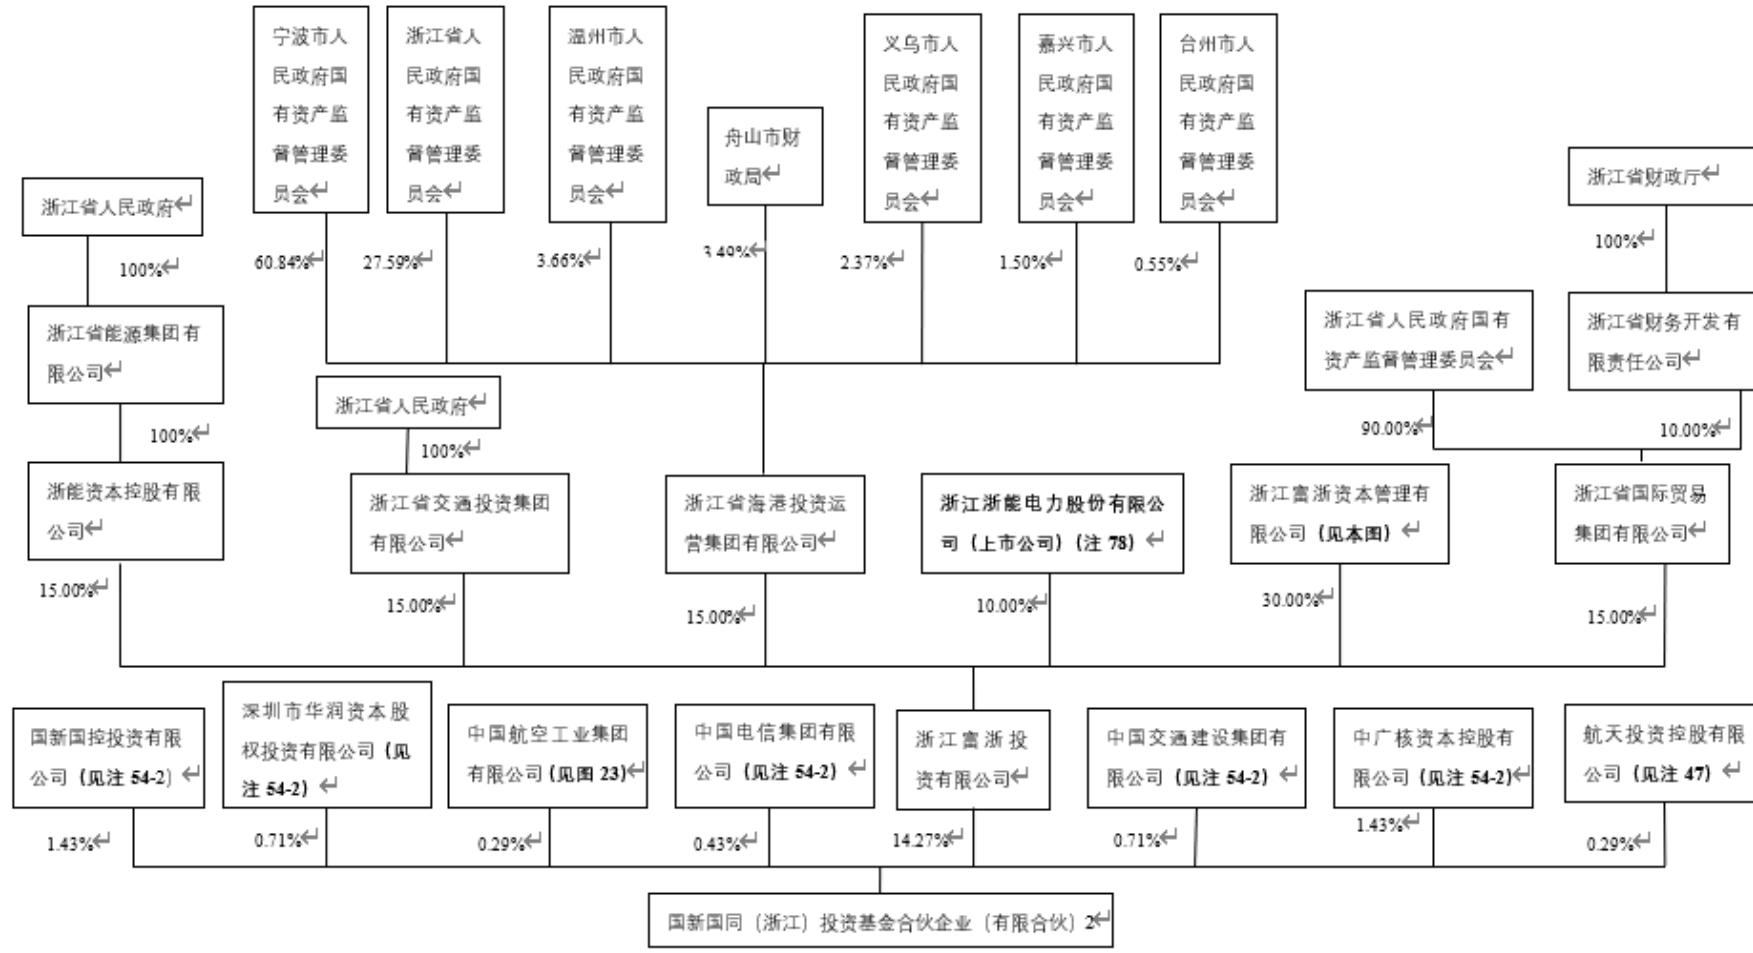 宁波市人
民政府国
有资产监
督管理委
员会
浙江省人
民政府国
有资产监
督管理委
员会
温州市人
民政府国
有资产监
督管理委
员会
舟山市财
政局
义乌市人
民政府国
有资产监
督管理委
员会
嘉兴市人
民政府国
有资产监
督管理委
员会
台州市人
民政府国
有资产监
督管理委
员会
浙江省人民政府
浙江省财政厅
100%
60.84%
27.59%
3.66%
3.49%
2.37%
1.50%
0.55%
100%
浙江省能源集团有
限公司
浙江省人民政府国有
资产监督管理委员会
浙江省财务开发有
限责任公司
浙江省人民政府
100%
100%
90.00%
10.00%
浙能资本控股有限
公司
浙江省交通投资集团
有限公司
浙江省海港投资运
营集团有限公司
浙江浙能电力股份有限公
司（上市公司）（注 78）
浙江富浙资本管理有
限公司（见本图）
浙江省国际贸易
集团有限公司
15.00%
15.00%
15.00%
10.00%
30.00%
15.00%
国新国控投资有限
公司（见注 54-2）
深圳市华润资本股
权投资有限公司（见
注 54-2）
中国航空工业集团
有限公司（见图 23）
中国电信集团有限
公司（见注 54-2）
浙江富浙投
资有限公司
中国交通建设集团有
限公司（见注 54-2）
中广核资本控股有
限公司（见注 54-2）
航天投资控股有限
公司（见注 47）
1.43%
0.71%
0.29%
0.43%
14.27%
0.71%
1.43%
0.29%
国新国同（浙江）投资基金合伙企业（有限合伙）2